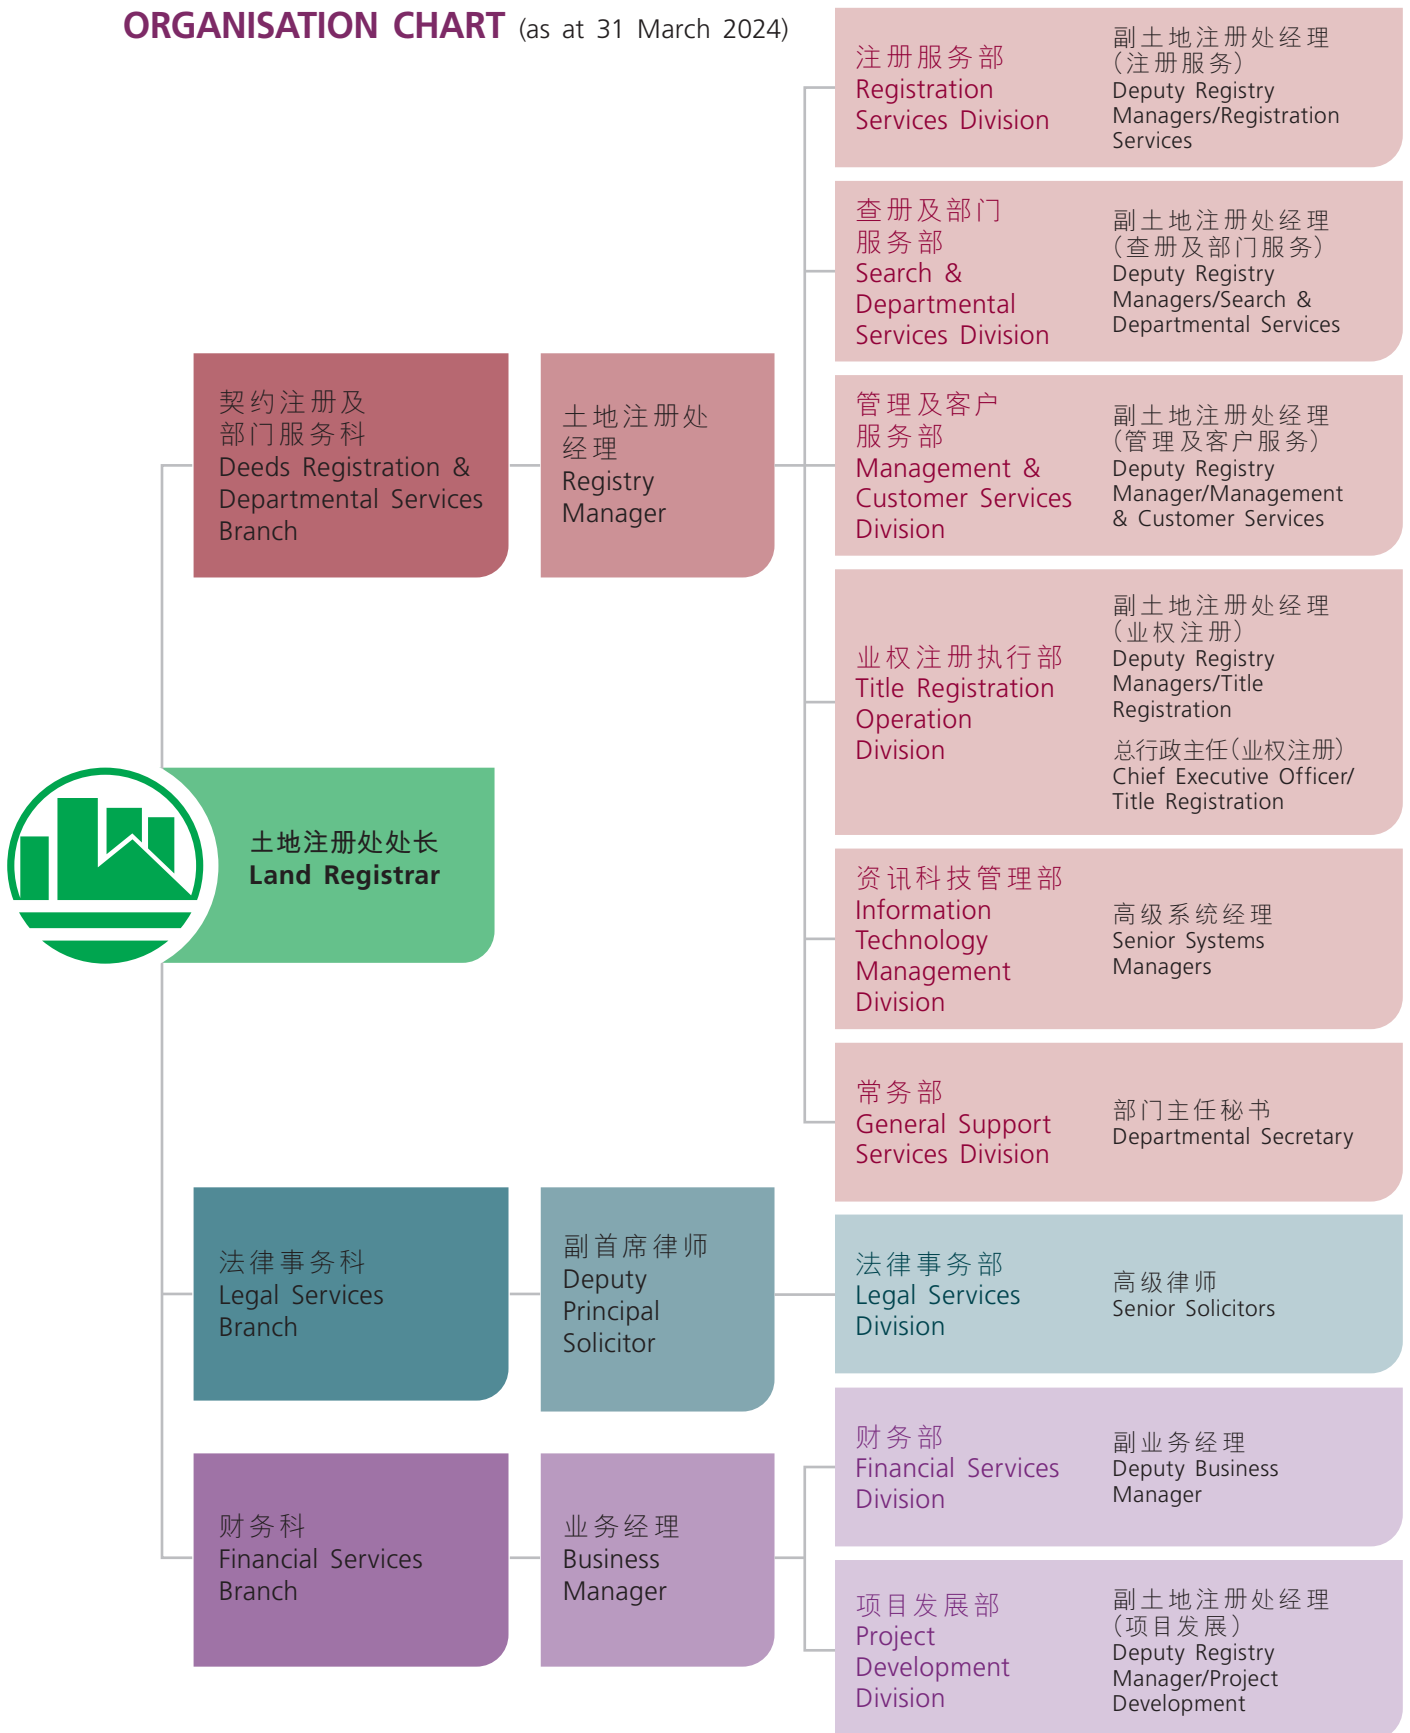 ORGANISATION CHART (as at 31 March 2024)
注册服务部
Registration
Services Division
副土地注册处经理
（注册服务）
Deputy Registry
Managers/Registration
Services
查册及部门
服务部
Search &
Departmental
Services Division
副土地注册处经理
（查册及部门服务）
Deputy Registry
Managers/Search &
Departmental Services
契约注册及
部门服务科
Deeds Registration &
Departmental Services
Branch
土地注册处
经理
Registry
Manager
管理及客户
服务部
Management &
Customer Services
Division
副土地注册处经理
（管理及客户服务）
Deputy Registry
Manager/Management
& Customer Services
业权注册执行部
Title Registration
Operation
Division
副土地注册处经理
（业权注册）
Deputy Registry
Managers/Title
Registration
总行政主任（业权注册）
Chief Executive Officer/
Title Registration
土地注册处处长
Land Registrar
资讯科技管理部
Information
Technology
Management
Division
高级系统经理
Senior Systems
Managers
常务部
General Support
Services Division
部门主任秘书
Departmental Secretary
法律事务科
Legal Services
Branch
副首席律师
Deputy
Principal
Solicitor
法律事务部
Legal Services
Division
高级律师
Senior Solicitors
财务科
Financial Services
Branch
业务经理
Business
Manager
财务部
Financial Services
Division
副业务经理
Deputy Business
Manager
项目发展部
Project
Development
Division
副土地注册处经理
（项目发展）
Deputy Registry
Manager/Project
Development